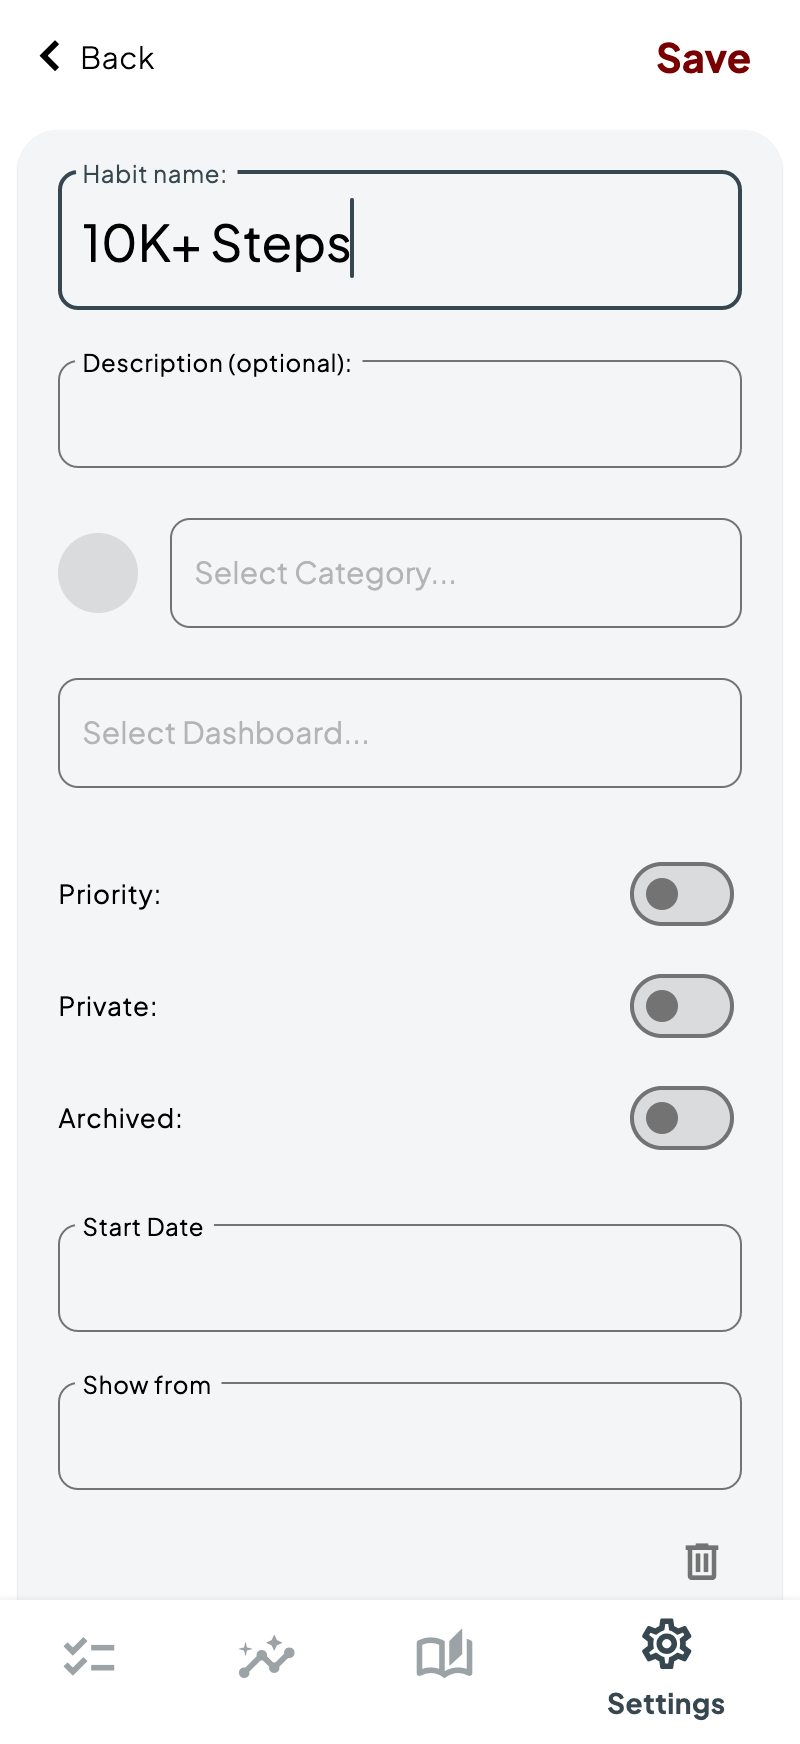 Back
Save
Habit name:
10K+ Steps
Description (optional):
Select Category...
Select Dashboard...
Priority:
Private:
Archived:
Start Date
Show from
Settings